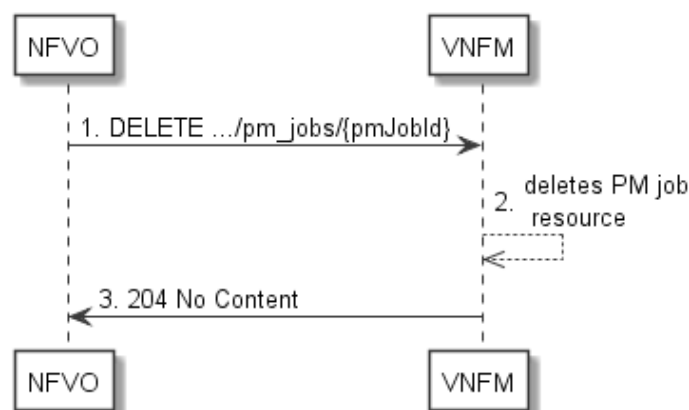 NFVO VNFM
1. DELETE .../pm_jobs/{pmJobId}
2. deletes PM job
resource
3. 204 No Content
NFVO VNFM